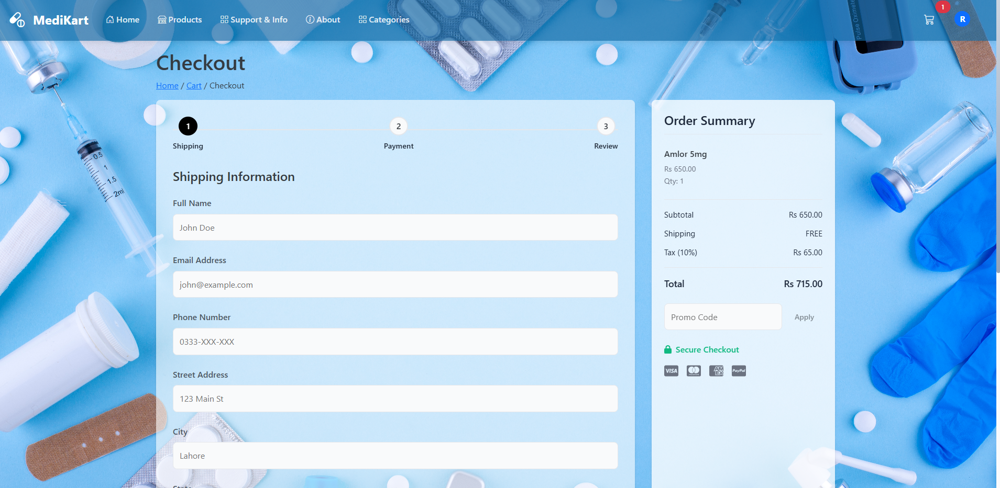 MediKart Home Products Support & Info About Categories 1 R
Pulse Oximete
Checkout
Home / Cart / Checkout
1 2 3
Shipping Payment Review
Shipping Information
Full Name
John Doe
Email Address
john@example.com
Phone Number
0333-XXX-XXX
Street Address
123 Main St
City
Lahore
State
Order Summary
Amlor 5mg
Rs 650.00
Qty: 1
Subtotal Rs 650.00
Shipping FREE
Tax (10%) Rs 65.00
Total Rs 715.00
Promo Code Apply
Secure Checkout
VISA AMEX PayPal
0.5
1
1.5
2ml